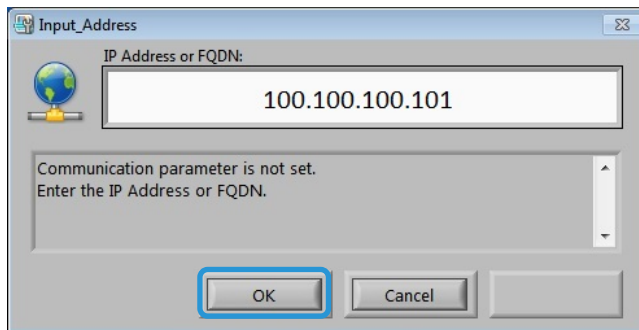 Input_Address
IP Address or FQDN:
100.100.100.101
Communication parameter is not set.
Enter the IP Address or FQDN.
OK
Cancel